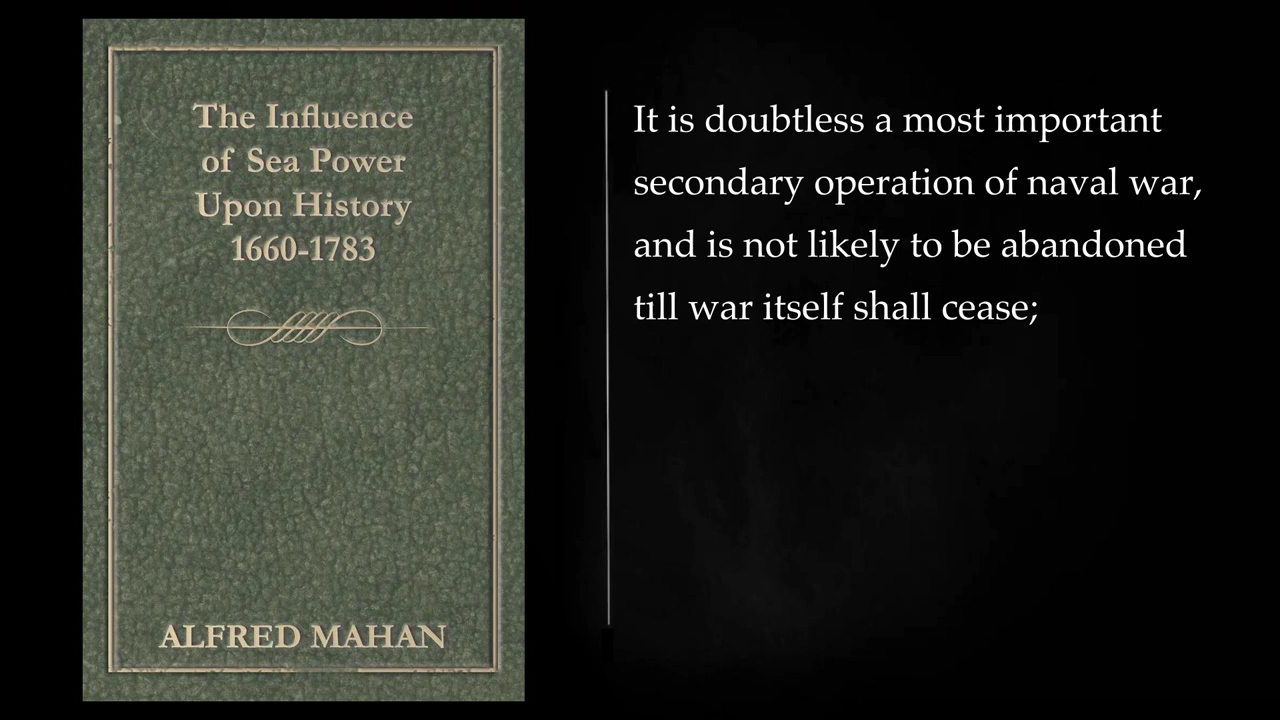 The Influence
of Sea Power
Upon History
1660-1783
ALFRED MAHAN
It is doubtless a most important
secondary operation of naval war,
and is not likely to be abandoned
till war itself shall cease;